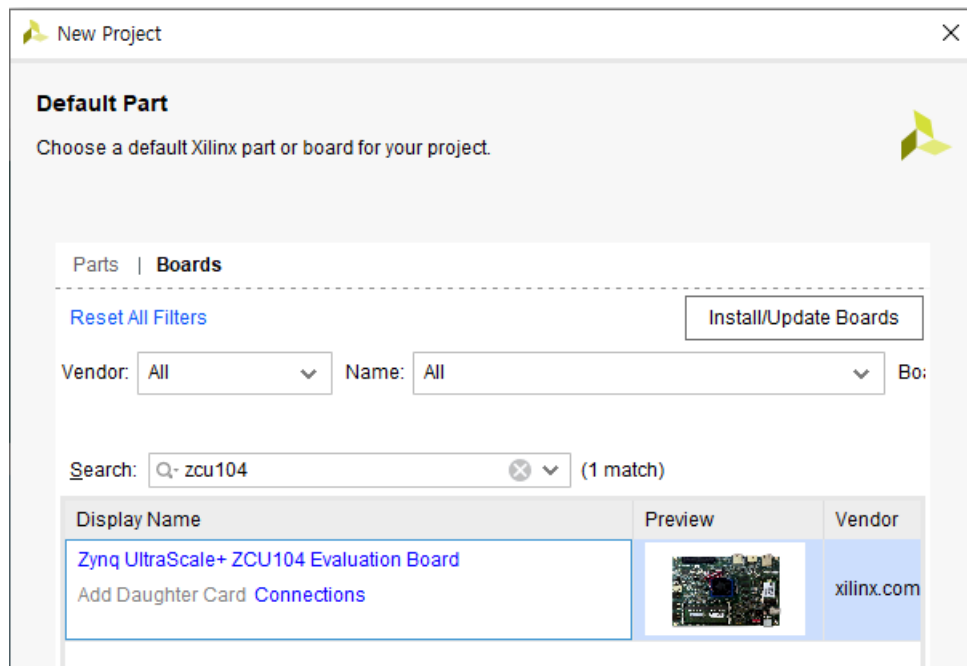 New Project
Default Part
Choose a default Xilinx part or board for your project.
Parts | Boards
Reset All Filters Install/Update Boards
Vendor: All Name: All
Search: zcu104 (1 match)
Display Name Preview Vendor
Zynq UltraScale+ ZCU104 Evaluation Board
Add Daughter Card Connections xilinx.com